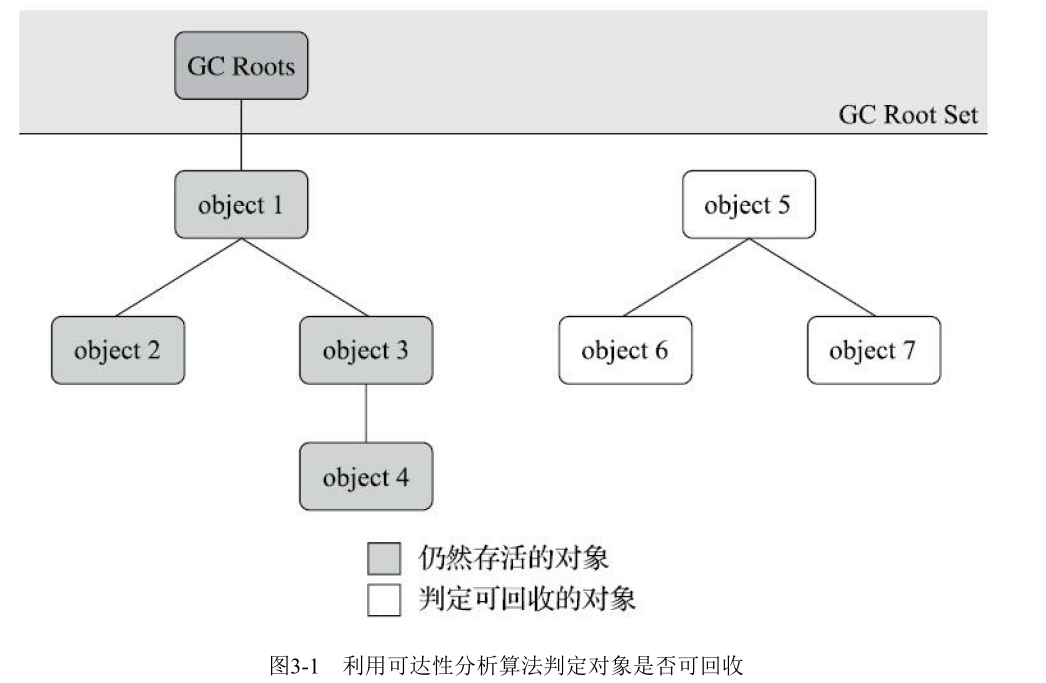 GC Roots
GC Root Set
object 1
object 5
object 2
object 3
object 6
object 7
object 4
仍然存活的对象
判定可回收的对象
图3-1 利用可达性分析算法判定对象是否可回收